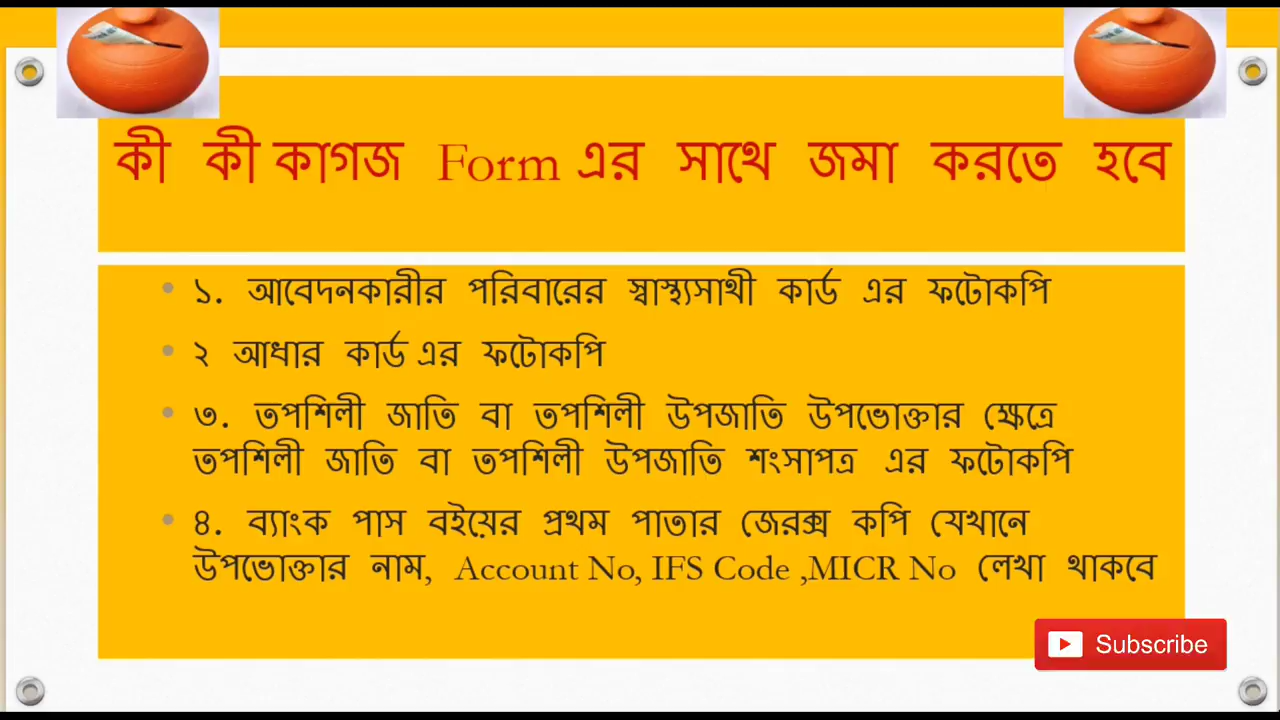 কী কী কাগজ Form এর সাথে জমা করতে হবে
১. আবেদনকারীর পরিবারের স্বাস্থ্যসাথী কার্ড এর ফটোকপি
২ আধার কার্ড এর ফটোকপি
৩. তপশিলী জাতি বা তপশিলী উপজাতি উপভোক্তার ক্ষেত্রে
তপশিলী জাতি বা তপশিলী উপজাতি শংসাপত্র এর ফটোকপি
৪. ব্যাংক পাস বইয়ের প্রথম পাতার জেরক্স কপি যেখানে
উপভোক্তার নাম, Account No, IFS Code ,MICR No লেখা থাকবে
Subscribe